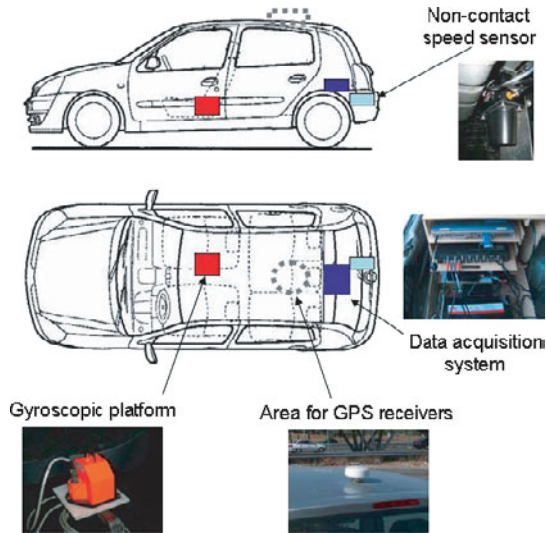 Non-contact
speed sensor
Data acquisition
system
Gyroscopic platform
Area for GPS receivers